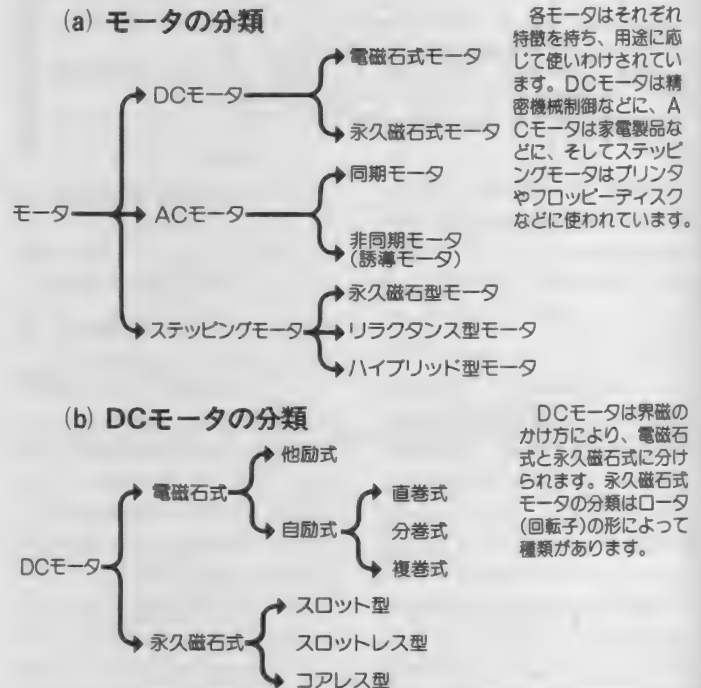 (a) モータの分類
各モータはそれぞれ
特徴を持ち、用途に応
じて使いわけされてい
ます。DCモータは精
密機械制御などに、A
Cモータは家電製品な
どに、そしてステッピ
ングモータはプリンタ
やフロッピーディスク
などに使われています。
モータ
DCモータ
電磁石式モータ
永久磁石式モータ
ACモータ
同期モータ
非同期モータ
(誘導モータ)
ステッピングモータ
永久磁石型モータ
リラクタンス型モータ
ハイブリッド型モータ
(b) DCモータの分類
DCモータは界磁の
かけ方により、電磁石
式と永久磁石式に分け
られます。永久磁石式
モータの分類はロータ
(回転子)の形によって
種類があります。
DCモータ
電磁石式
他励式
自励式
直巻式
分巻式
複巻式
永久磁石式
スロット型
スロットレス型
コアレス型